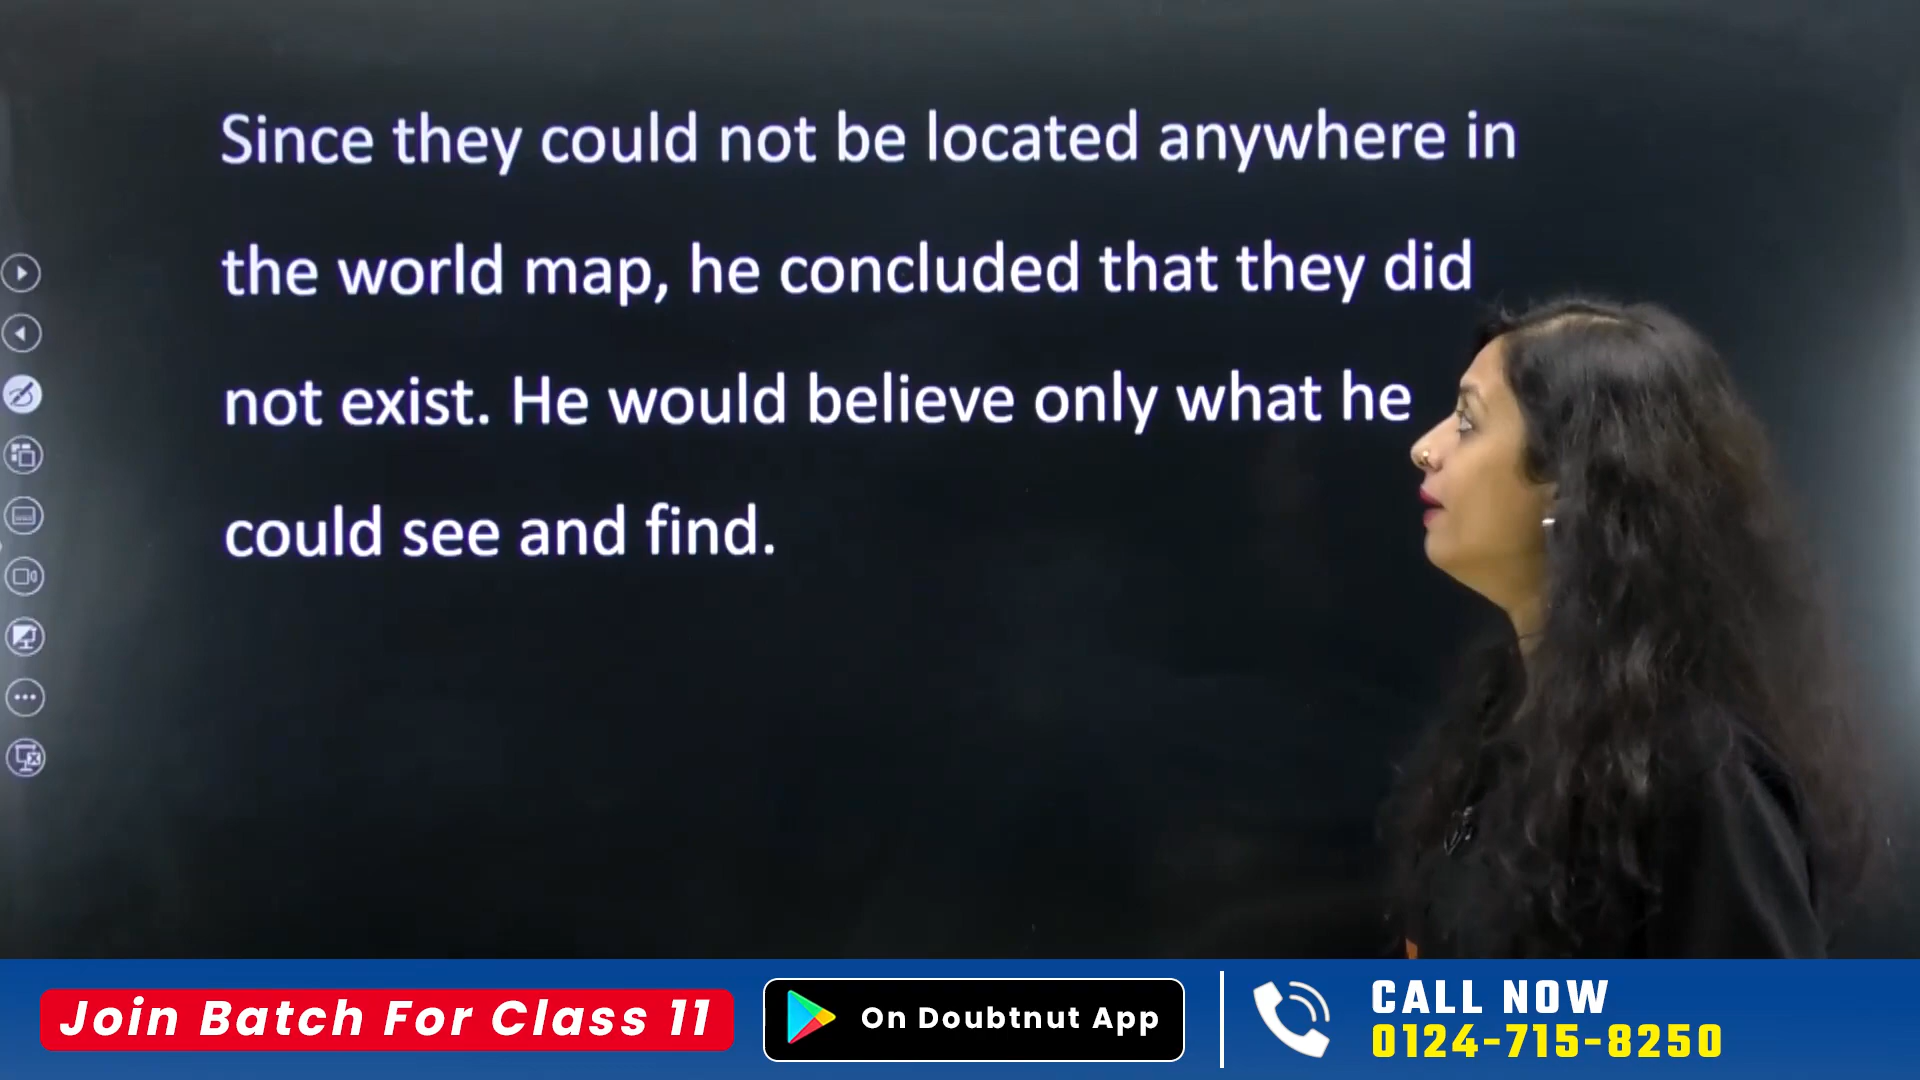 Since they could not be located anywhere in
the world map, he concluded that they did
not exist. He would believe only what he
could see and find.
Join Batch For Class 11
On Doubtnut App
CALL NOW
0124-715-8250